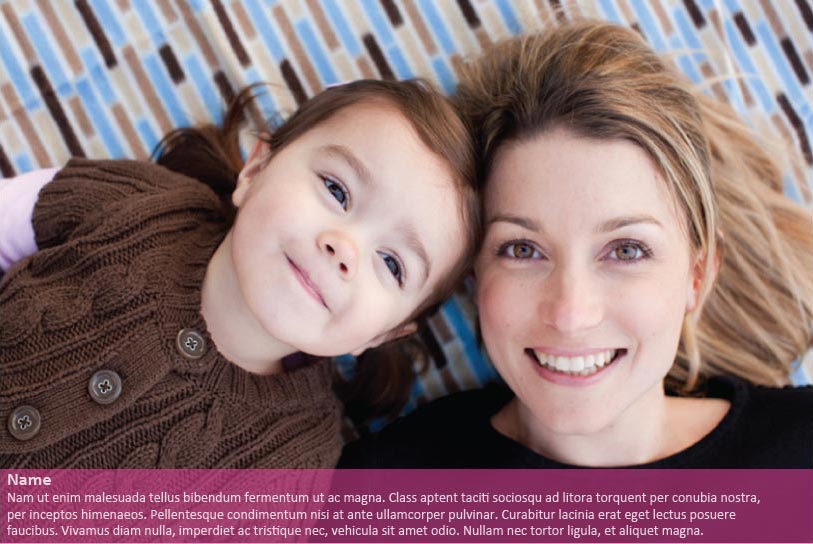 Name
Nam ut enim malesuada tellus bibendum fermentum ut ac magna. Class aptent taciti sociosqu ad litora torquent per conubia nostra,
per inceptos himenaeos. Pellentesque condimentum nisi at ante ullamcorper pulvinar. Curabitur lacinia erat eget lectus posuere
faucibus. Vivamus diam nulla, imperdiet ac tristique nec, vehicula sit amet odio. Nullam nec tortor ligula, et aliquet magna.